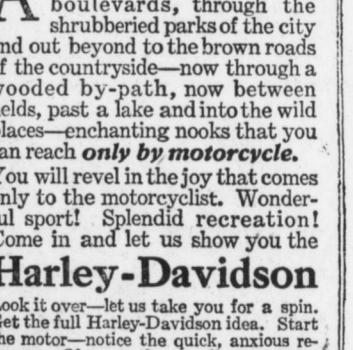 A boulevards, through the
shrubberied parks of the city
nd out beyond to the brown roads
f the countryside—now through a
ooded by-path, now between
elds, past a lake and into the wild
laces—enchanting nooks that you
an reach only by motorcycle.
You will revel in the joy that comes
nly to the motorcyclist. Wonder-
ul sport! Splendid recreation!
Come in and let us show you the
Harley-Davidson
Look it over—let us take you for a spin.
Get the full Harley-Davidson idea. Start
he motor—notice the quick, anxious re-